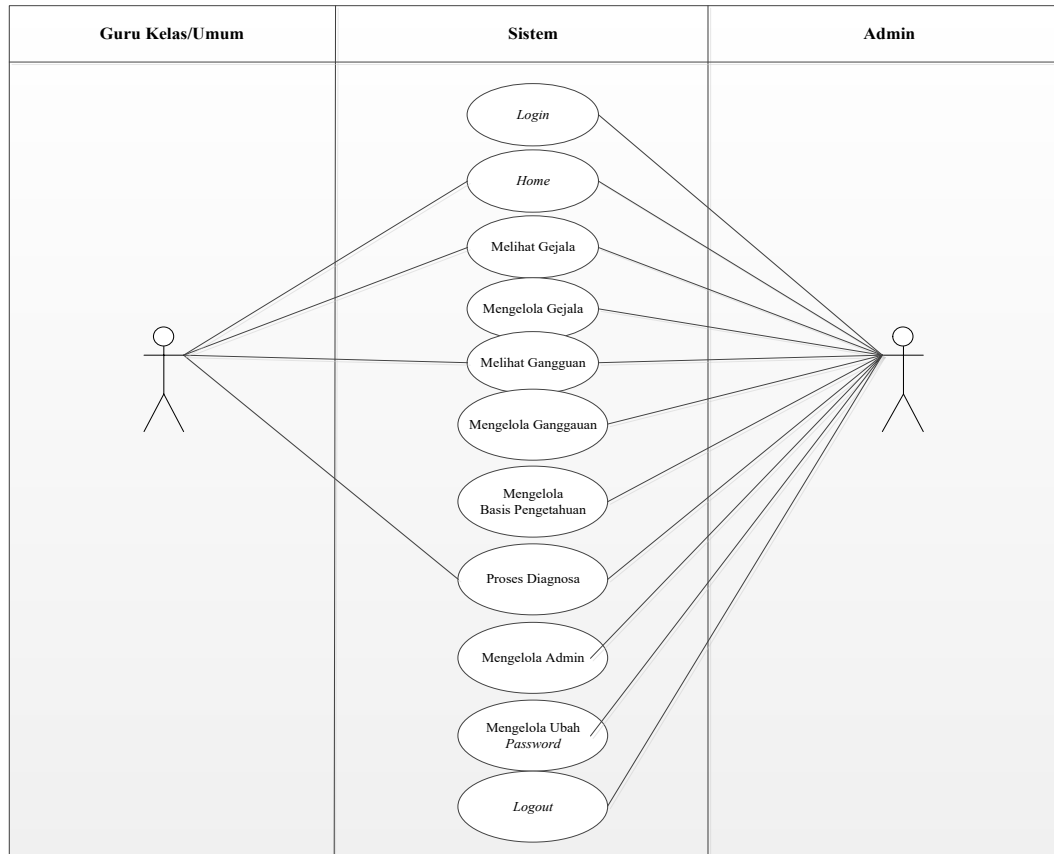 Guru Kelas/Umum
Sistem
Admin
Login
Home
Melihat Gejala
Mengelola Gejala
Melihat Gangguan
Mengelola Ganggauan
Mengelola
Basis Pengetahuan
Proses Diagnosa
Mengelola Admin
Mengelola Ubah
Password
Logout